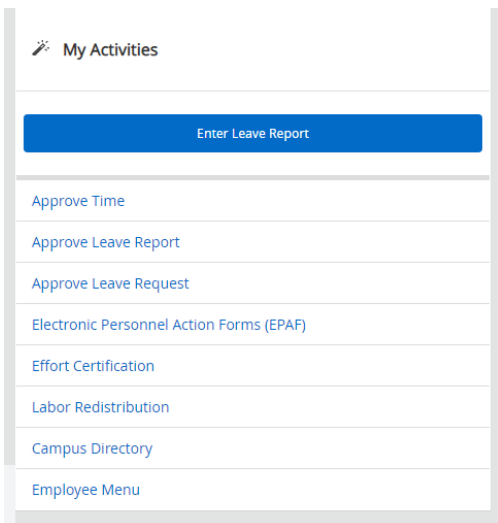 My Activities
Enter Leave Report
Approve Time
Approve Leave Report
Approve Leave Request
Electronic Personnel Action Forms (EPAF)
Effort Certification
Labor Redistribution
Campus Directory
Employee Menu